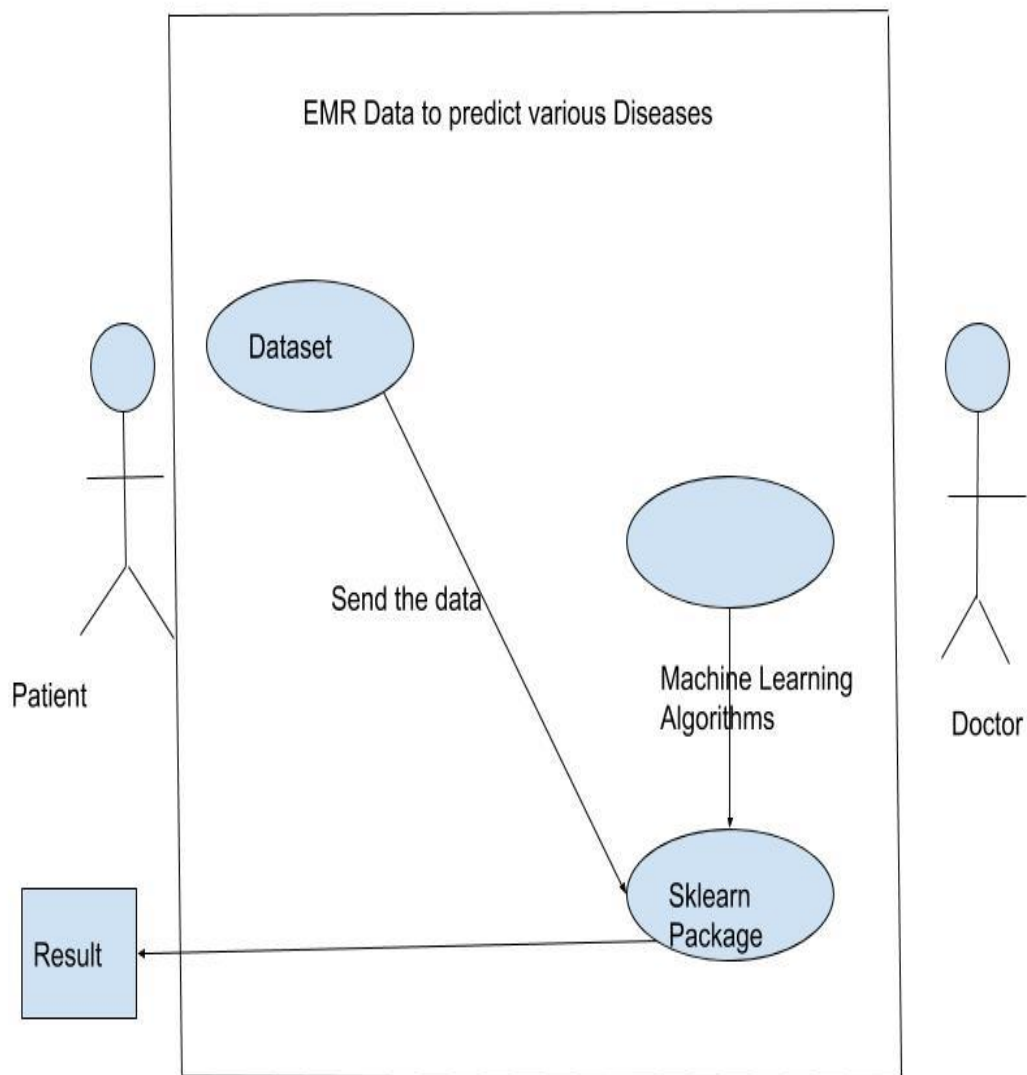 EMR Data to predict various Diseases
Dataset
Send the data
Patient
Machine Learning
Algorithms
Doctor
Sklearn
Package
Result